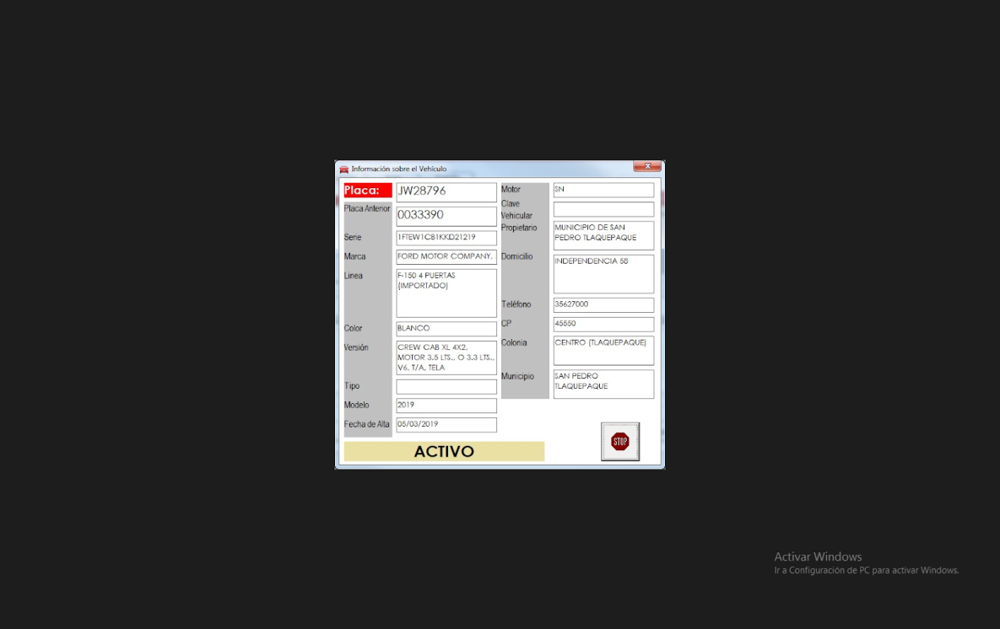 Información sobre el Vehículo
Placa: JW28796
Placa Anterior 0033390
Serie 1FTEW1CB1KKD21219
Marca FORD MOTOR COMPANY,
Linea F-150 4 PUERTAS
(IMPORTADO)
Color BLANCO
Versión CREW CAB XL 4X2,
MOTOR 3.5 LTS., O 3.3 LTS.,
V6, T/A, TELA
Tipo
Modelo 2019
Fecha de Alta 05/03/2019
ACTIVO
Motor SN
Clave
Vehicular
Propietario MUNICIPIO DE SAN
PEDRO TLAQUEPAQUE
Domicilio INDEPENDENCIA 58
Teléfono 35627000
CP 45550
Colonia CENTRO (TLAQUEPAQUE)
Municipio SAN PEDRO
TLAQUEPAQUE
STOP
Activar Windows
Ir a Configuración de PC para activar Windows.